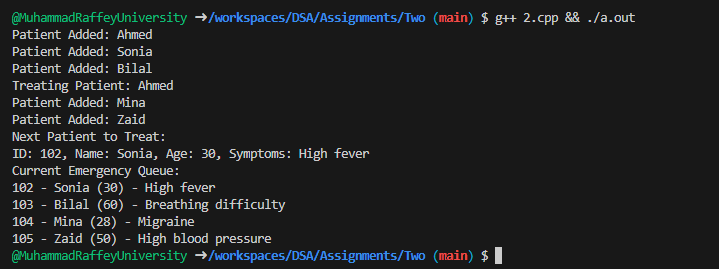 @MuhammadRaffeyUniversity ➜/workspaces/DSA/Assignments/Two (main) $ g++ 2.cpp && ./a.out
Patient Added: Ahmed
Patient Added: Sonia
Patient Added: Bilal
Treating Patient: Ahmed
Patient Added: Mina
Patient Added: Zaid
Next Patient to Treat:
ID: 102, Name: Sonia, Age: 30, Symptoms: High fever
Current Emergency Queue:
102 - Sonia (30) - High fever
103 - Bilal (60) - Breathing difficulty
104 - Mina (28) - Migraine
105 - Zaid (50) - High blood pressure
@MuhammadRaffeyUniversity ➜/workspaces/DSA/Assignments/Two (main) $